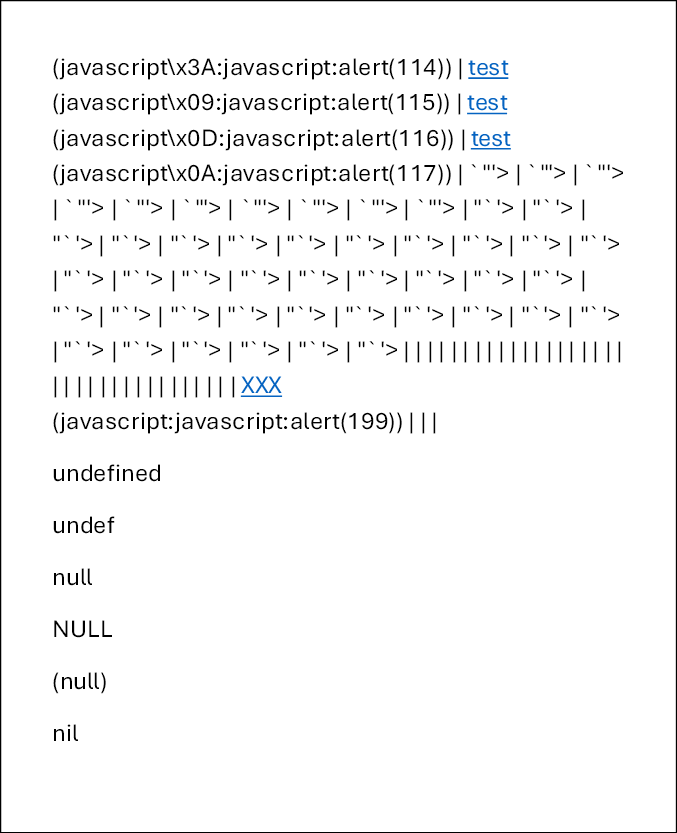 (javascript\x3A:javascript:alert(114)) | test
(javascript\x09:javascript:alert(115)) | test
(javascript\x0D:javascript:alert(116)) | test
(javascript\x0A:javascript:alert(117)) | `"'> | `"'> | `"'>
| `"'> | `"'> | `"'> | `"'> | `"'> | `"'> | `"'> | "`'> | "`'> |
"`'> | "`'> | "`'> | "`'> | "`'> | "`'> | "`'> | "`'> | "`'> | "`'>
| "`'> | "`'> | "`'> | "`'> | "`'> | "`'> | "`'> | "`'> | "`'> |
"`'> | "`'> | "`'> | "`'> | "`'> | "`'> | "`'> | "`'> | "`'> | "`'>
| "`'> | "`'> | "`'> | "`'> | "`'> | "`'> | | | | | | | | | | | | | | | | | | |
| | | | | | | | | | | | | | | | XXX
(javascript:javascript:alert(199)) | | |
undefined
undef
null
NULL
(null)
nil